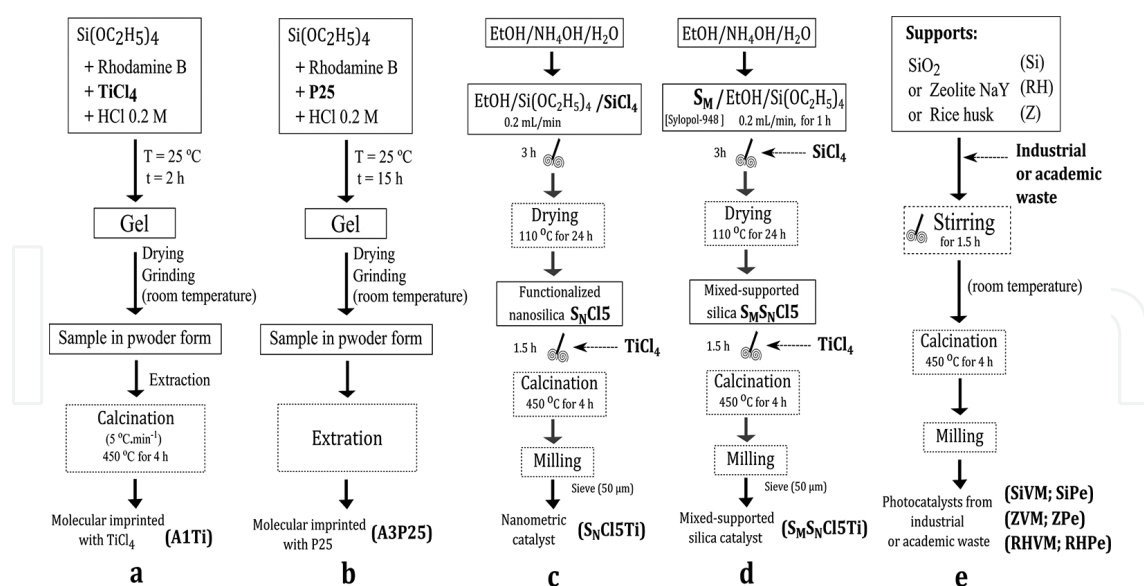 Si(OC2H5)4
+ Rhodamine B
+ TiCl4
+ HCl 0.2 M
T = 25 °C
t = 2 h
Gel
Drying
Grinding
(room temperature)
Sample in pwoder form
Extraction
Calcination
(5 °C.min⁻¹)
450 °C for 4 h
Molecular imprinted
with TiCl4
(A1Ti)
a
Si(OC2H5)4
+ Rhodamine B
+ P25
+ HCl 0.2 M
T = 25 °C
t = 15 h
Gel
Drying
Grinding
(room temperature)
Sample in pwoder form
Extration
Molecular imprinted
with P25
(A3P25)
b
EtOH/NH4OH/H2O
EtOH/Si(OC2H5)4 /SiCl4
0.2 mL/min
3 h
Drying
110 °C for 24 h
Functionalized
nanosilica SNCl5
1.5 h
TiCl4
Calcination
450 °C for 4 h
Milling
Sieve (50 μm)
Nanometric
catalyst
(SNCl5Ti)
c
EtOH/NH4OH/H2O
SM/EtOH/Si(OC2H5)4
[Sylopol-948] 0.2 mL/min, for 1 h
3h
SiCl4
Drying
110 °C for 24 h
Mixed-supported
silica SMSNCl5
1.5 h
TiCl4
Calcination
450 °C for 4 h
Milling
Sieve (50 μm)
Mixed-supported
silica catalyst
(SMSNCl5Ti)
d
Supports:
SiO2 (Si)
or Zeolite NaY (RH)
or Rice husk (Z)
Industrial
or academic
waste
Stirring
for 1.5 h
(room temperature)
Calcination
450 °C for 4 h
Milling
Photocatalysts from
industrial
or academic waste
(SiVM; SiPe)
(ZVM; ZPe)
(RHVM; RHPe)
e